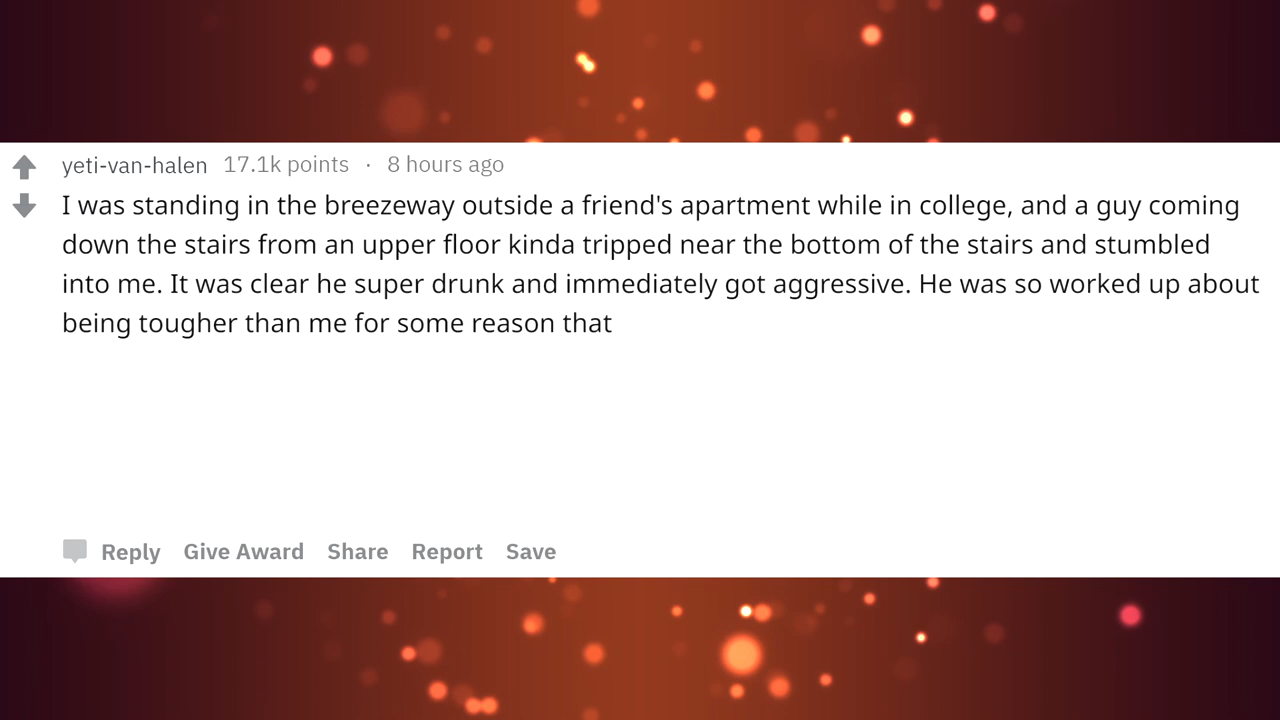 yeti-van-halen 17.1k points · 8 hours ago
I was standing in the breezeway outside a friend's apartment while in college, and a guy coming
down the stairs from an upper floor kinda tripped near the bottom of the stairs and stumbled
into me. It was clear he super drunk and immediately got aggressive. He was so worked up about
being tougher than me for some reason that
Reply Give Award Share Report Save